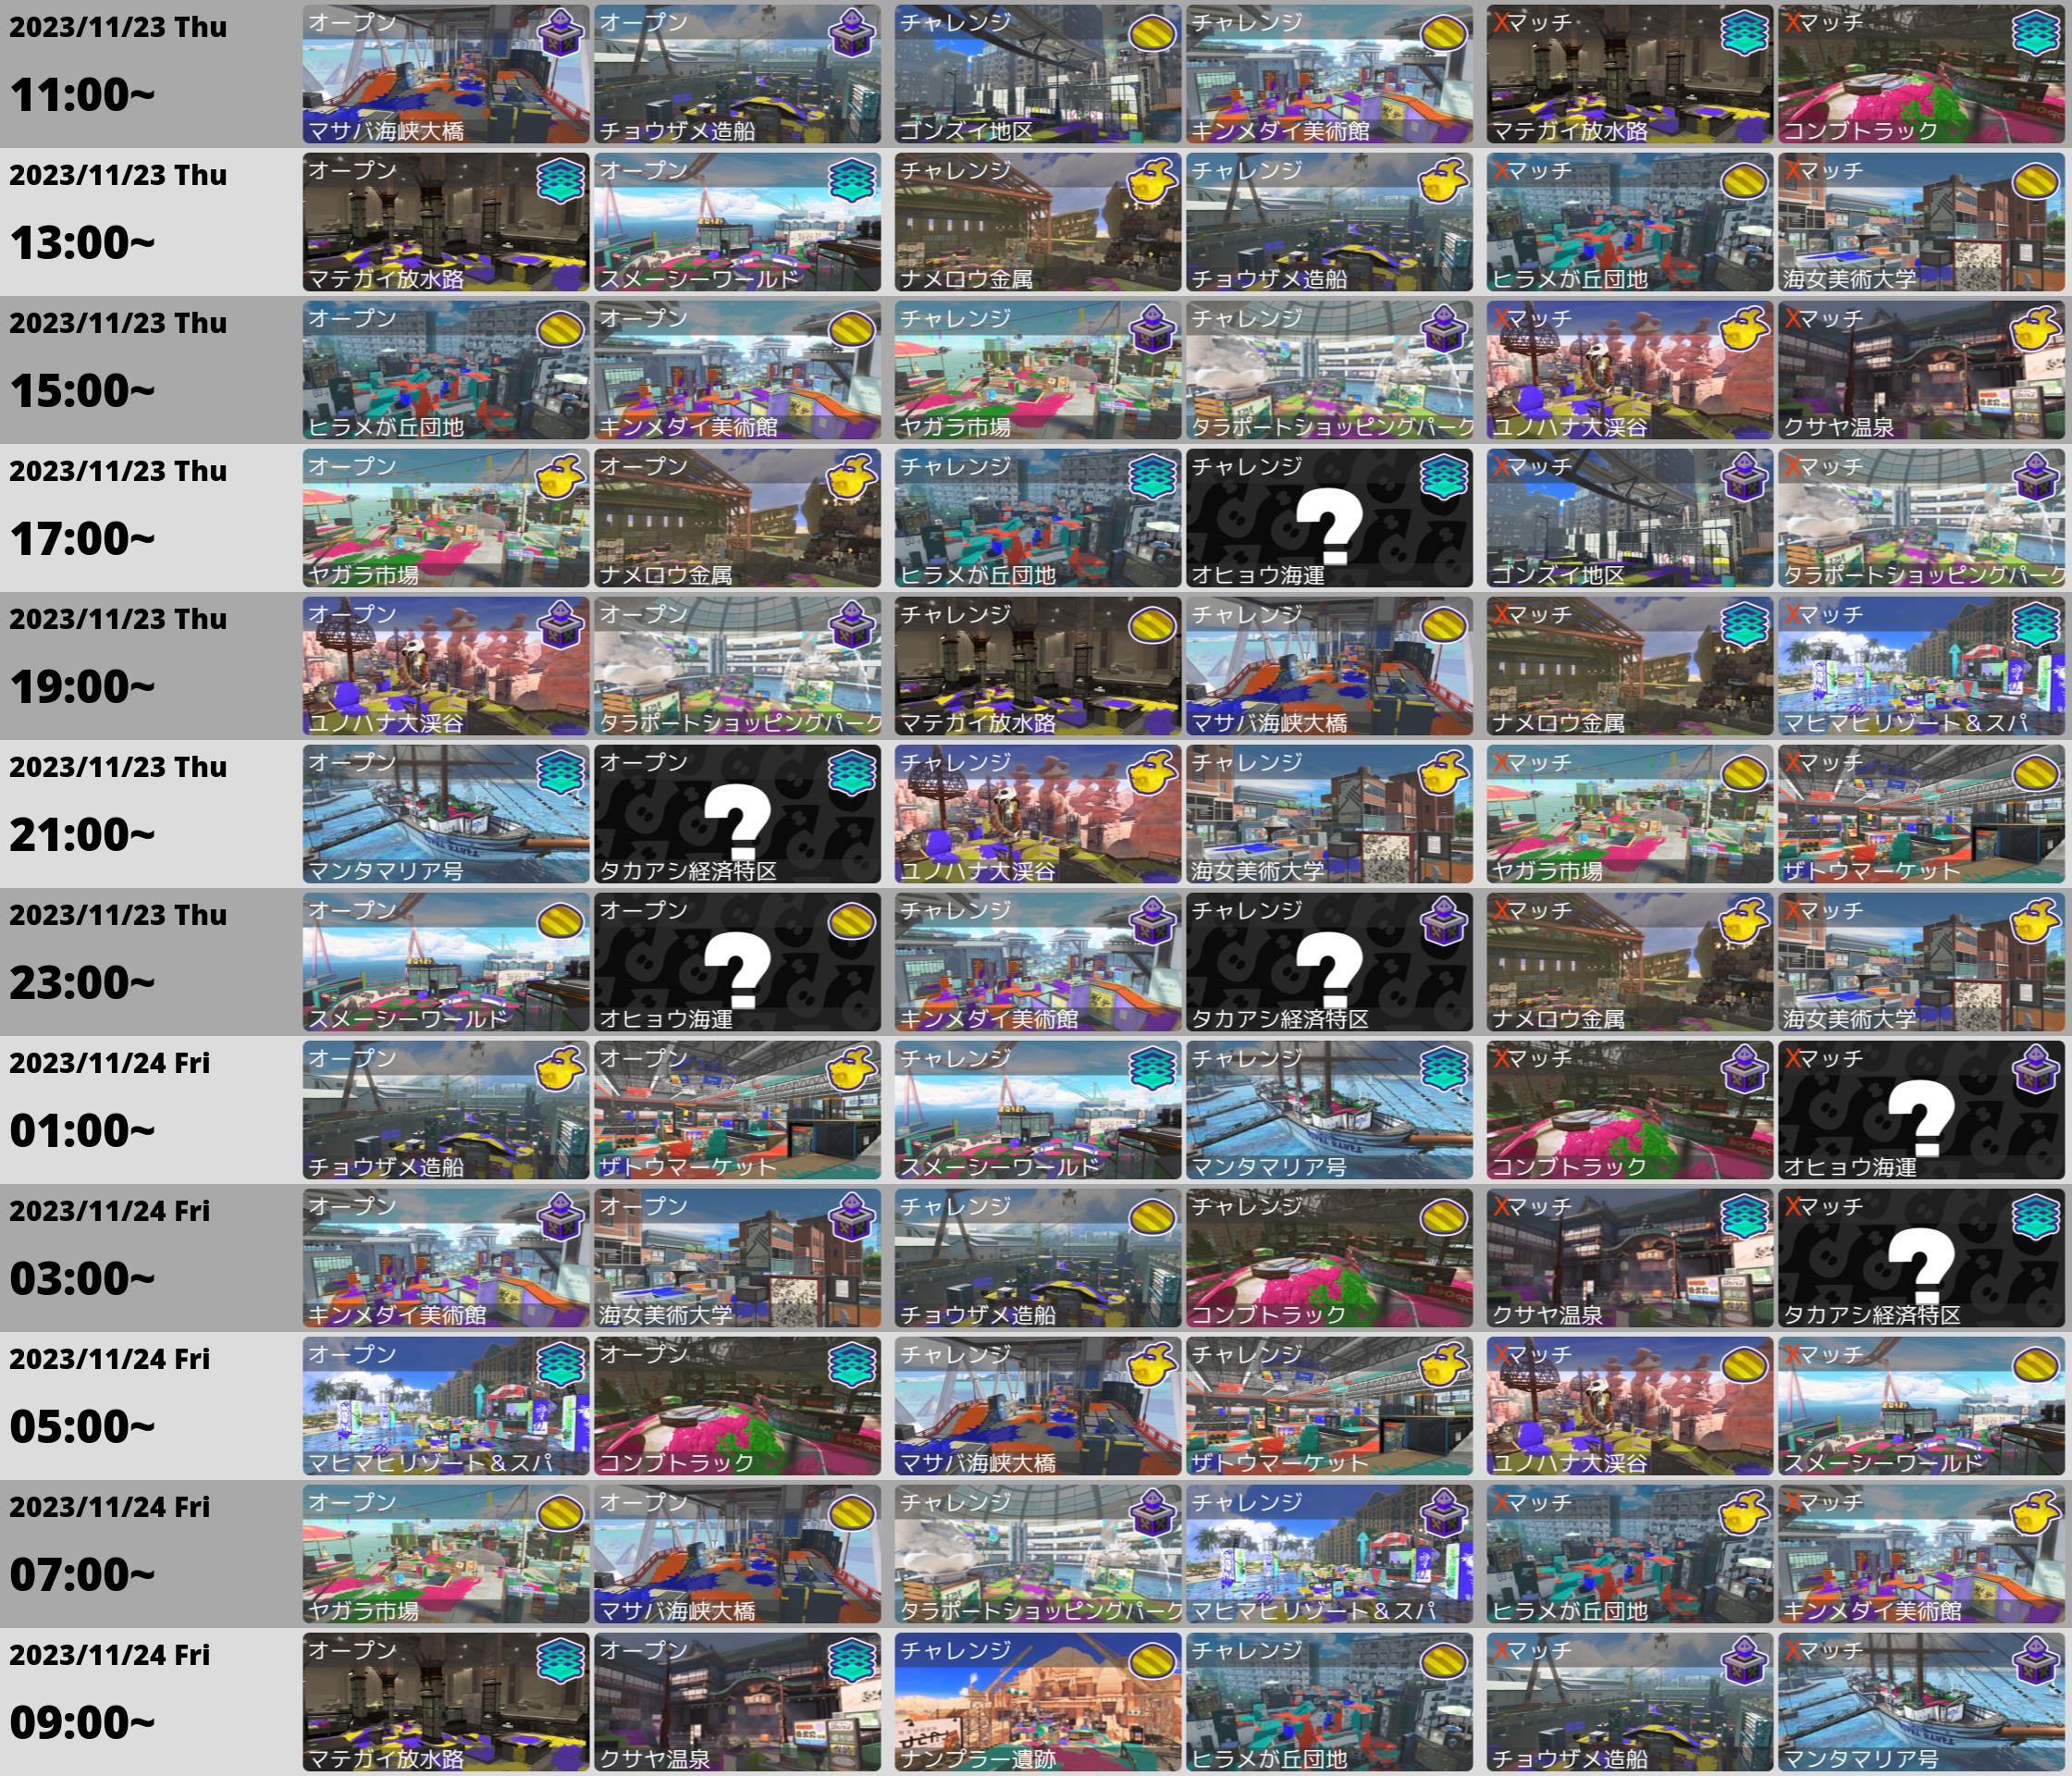 2023/11/23 Thu
11:00~
オープン オープン チャレンジ チャレンジ Xマッチ Xマッチ
マサバ海峡大橋 チョウザメ造船 ゴンズイ地区 キンメダイ美術館 マテガイ放水路 コンブトラック
2023/11/23 Thu
13:00~
オープン オープン チャレンジ チャレンジ Xマッチ Xマッチ
マテガイ放水路 スメーシーワールド ナメロウ金属 チョウザメ造船 ヒラメが丘団地 海女美術大学
2023/11/23 Thu
15:00~
オープン オープン チャレンジ チャレンジ Xマッチ Xマッチ
ヒラメが丘団地 キンメダイ美術館 ヤガラ市場 タラポートショッピングパーク ユノハナ大渓谷 クサヤ温泉
2023/11/23 Thu
17:00~
オープン オープン チャレンジ チャレンジ Xマッチ Xマッチ
ヤガラ市場 ナメロウ金属 ヒラメが丘団地 オヒョウ海運 ゴンズイ地区 タラポートショッピングパーク
2023/11/23 Thu
19:00~
オープン オープン チャレンジ チャレンジ Xマッチ Xマッチ
ユノハナ大渓谷 タラポートショッピングパーク マテガイ放水路 マサバ海峡大橋 ナメロウ金属 マヒマヒリゾート＆スパ
2023/11/23 Thu
21:00~
オープン オープン チャレンジ チャレンジ Xマッチ Xマッチ
マンタマリア号 タカアシ経済特区 ユノハナ大渓谷 海女美術大学 ヤガラ市場 ザトウマーケット
2023/11/23 Thu
23:00~
オープン オープン チャレンジ チャレンジ Xマッチ Xマッチ
スメーシーワールド オヒョウ海運 キンメダイ美術館 タカアシ経済特区 ナメロウ金属 海女美術大学
2023/11/24 Fri
01:00~
オープン オープン チャレンジ チャレンジ Xマッチ Xマッチ
チョウザメ造船 ザトウマーケット スメーシーワールド マンタマリア号 コンブトラック オヒョウ海運
2023/11/24 Fri
03:00~
オープン オープン チャレンジ チャレンジ Xマッチ Xマッチ
キンメダイ美術館 海女美術大学 チョウザメ造船 コンブトラック クサヤ温泉 タカアシ経済特区
2023/11/24 Fri
05:00~
オープン オープン チャレンジ チャレンジ Xマッチ Xマッチ
マヒマヒリゾート＆スパ コンブトラック マサバ海峡大橋 ザトウマーケット ユノハナ大渓谷 スメーシーワールド
2023/11/24 Fri
07:00~
オープン オープン チャレンジ チャレンジ Xマッチ Xマッチ
ヤガラ市場 マサバ海峡大橋 タラポートショッピングパーク マヒマヒリゾート＆スパ ヒラメが丘団地 キンメダイ美術館
2023/11/24 Fri
09:00~
オープン オープン チャレンジ チャレンジ Xマッチ Xマッチ
マテガイ放水路 クサヤ温泉 ナンプラー遺跡 ヒラメが丘団地 チョウザメ造船 マンタマリア号